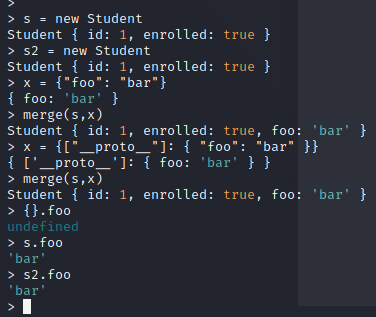 >
> s = new Student
Student { id: 1, enrolled: true }
> s2 = new Student
Student { id: 1, enrolled: true }
> x = {"foo": "bar"}
{ foo: 'bar' }
> merge(s,x)
Student { id: 1, enrolled: true, foo: 'bar' }
> x = {["__proto__"]: { "foo": "bar" }}
{ ['__proto__']: { foo: 'bar' } }
> merge(s,x)
Student { id: 1, enrolled: true, foo: 'bar' }
> {}.foo
undefined
> s.foo
'bar'
> s2.foo
'bar'
>